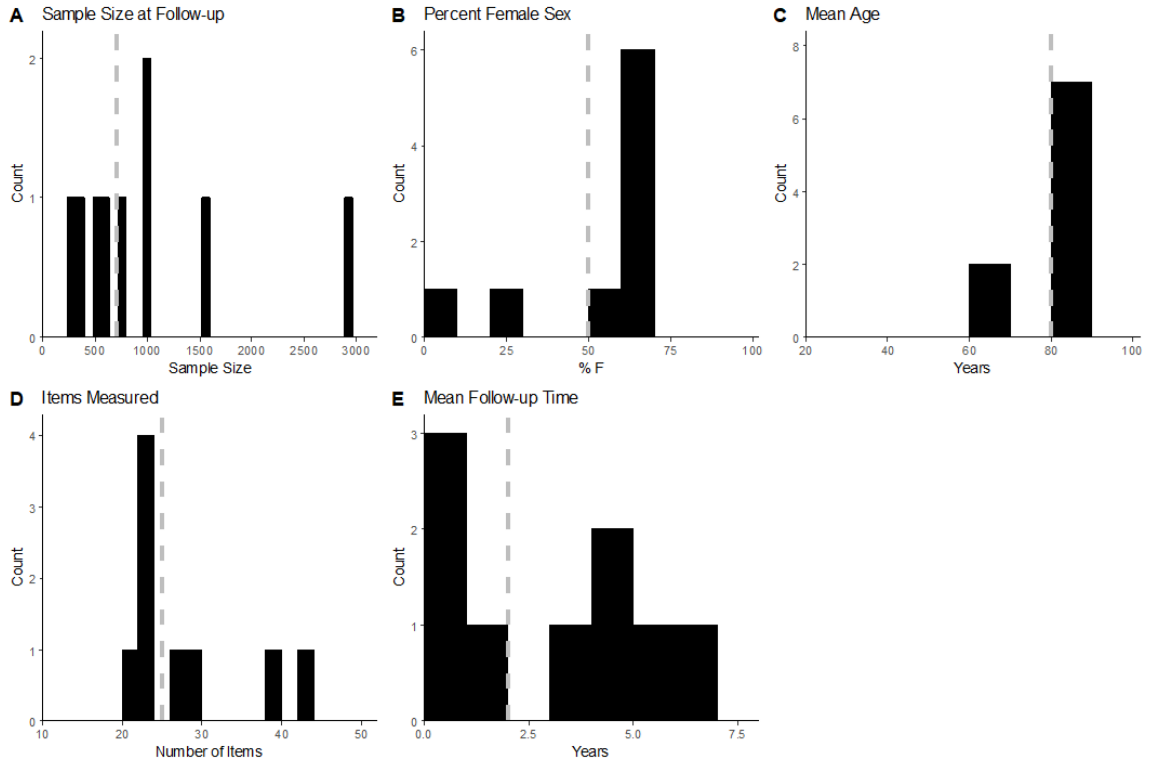 A Sample Size at Follow-up
2
1
0
Count
0 500 1000 1500 2000 2500 3000
Sample Size
B Percent Female Sex
6
4
2
0
Count
0 25 50 75 100
% F
C Mean Age
8
6
4
2
0
Count
20 40 60 80 100
Years
D Items Measured
4
3
2
1
0
Count
10 20 30 40 50
Number of Items
E Mean Follow-up Time
3
2
1
0
Count
0.0 2.5 5.0 7.5
Years